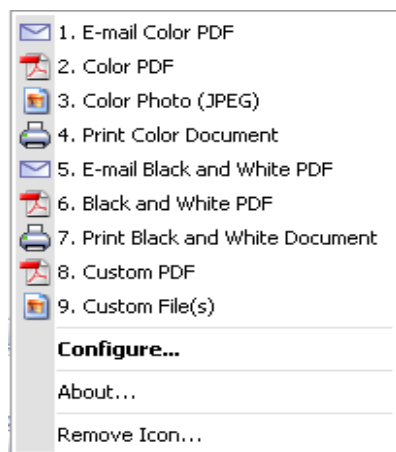 1. E-mail Color PDF
2. Color PDF
3. Color Photo (JPEG)
4. Print Color Document
5. E-mail Black and White PDF
6. Black and White PDF
7. Print Black and White Document
8. Custom PDF
9. Custom File(s)
Configure...
About...
Remove Icon...